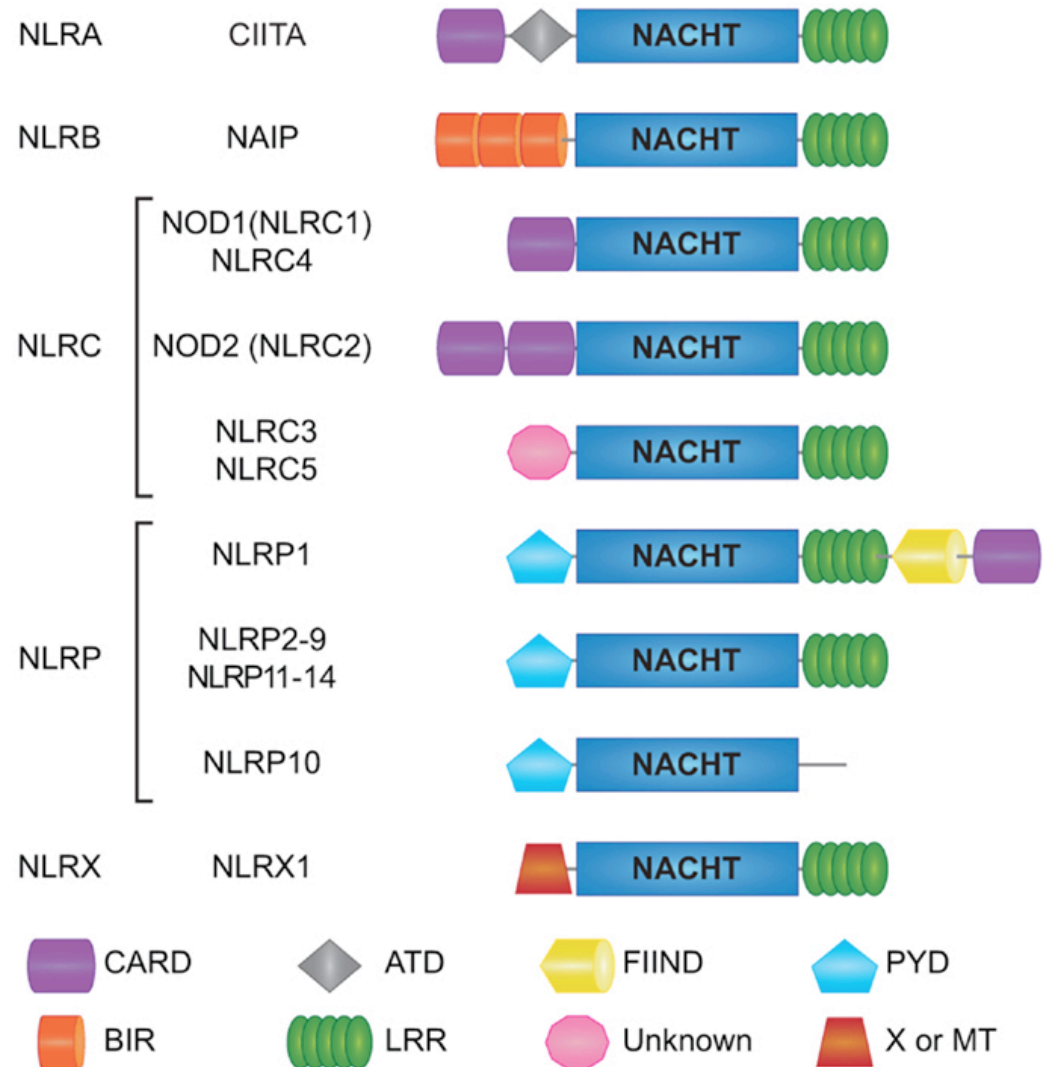 NLRA CIITA NACHT
NLRB NAIP NACHT
NOD1(NLRC1)
NLRC4 NACHT
NLRC NOD2 (NLRC2) NACHT
NLRC3
NLRC5 NACHT
NLRP1 NACHT
NLRP NLRP2-9
NLRP11-14 NACHT
NLRP10 NACHT
NLRX NLRX1 NACHT
CARD ATD FIIND PYD
BIR LRR Unknown X or MT